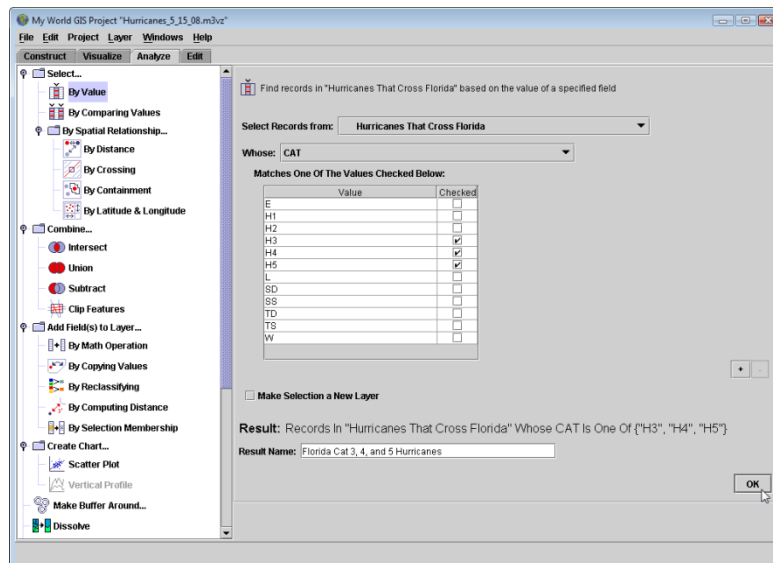 My World GIS Project "Hurricanes_5_15_08.m3vz"
File Edit Project Layer Windows Help
Construct Visualize Analyze Edit
Select...
By Value
By Comparing Values
By Spatial Relationship...
By Distance
By Crossing
By Containment
By Latitude & Longitude
Combine...
Intersect
Union
Subtract
Clip Features
Add Field(s) to Layer...
By Math Operation
By Copying Values
By Reclassifying
By Computing Distance
By Selection Membership
Create Chart...
Scatter Plot
Vertical Profile
Make Buffer Around...
Dissolve
Find records in "Hurricanes That Cross Florida" based on the value of a specified field
Select Records from: Hurricanes That Cross Florida
Whose: CAT
Matches One Of The Values Checked Below:
Value Checked
E
H1
H2
H3
H4
H5
L
SD
SS
TD
TS
W
+ -
Make Selection a New Layer
Result: Records In "Hurricanes That Cross Florida" Whose CAT Is One Of {"H3", "H4", "H5"}
Result Name: Florida Cat 3, 4, and 5 Hurricanes
OK